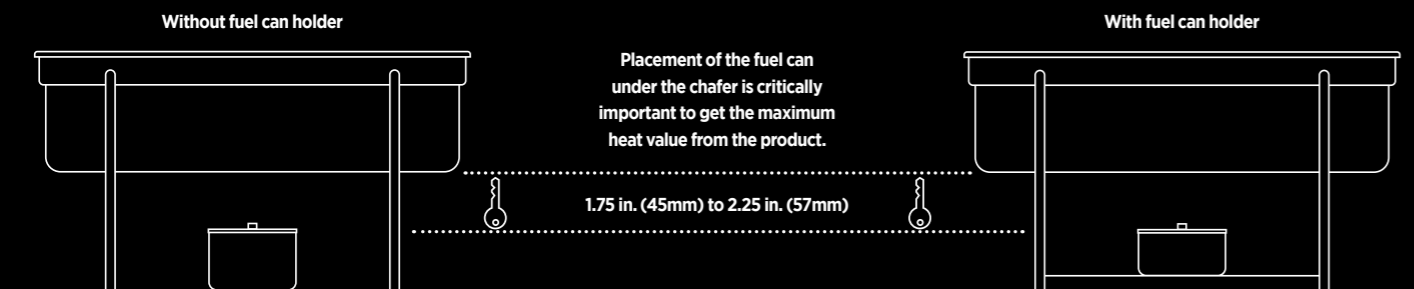 Without fuel can holder
With fuel can holder
Placement of the fuel can
under the chafer is critically
important to get the maximum
heat value from the product.
1.75 in. (45mm) to 2.25 in. (57mm)